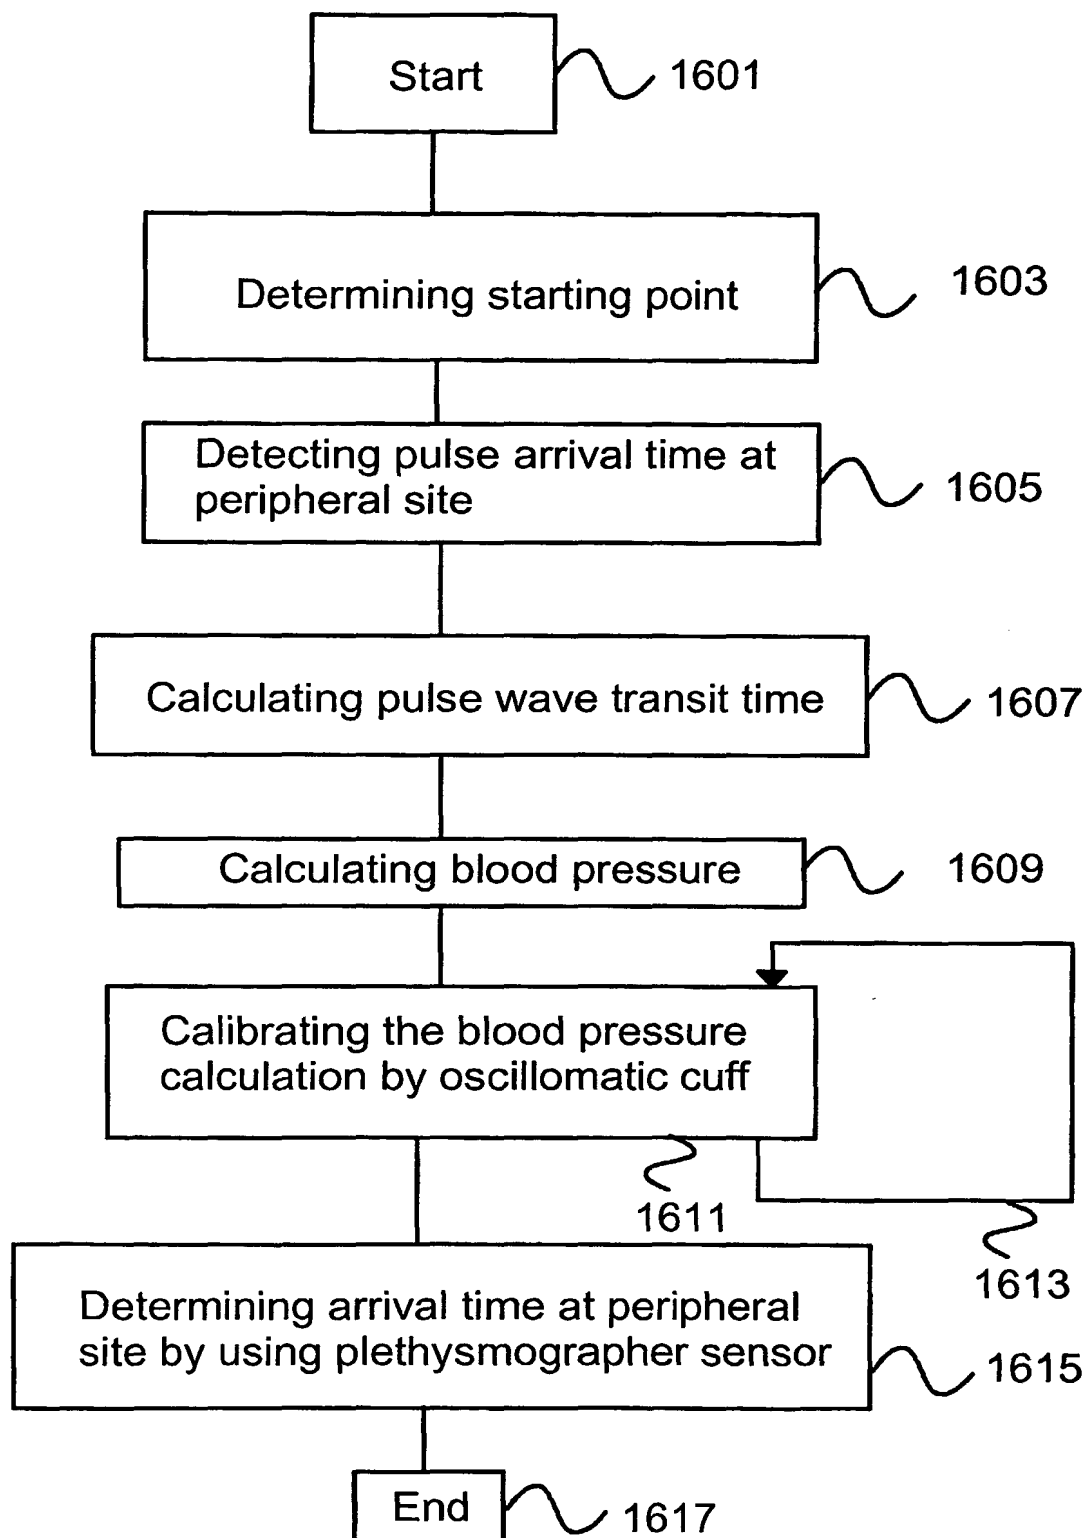 Start
1601
Determining starting point
1603
Detecting pulse arrival time at
peripheral site
1605
Calculating pulse wave transit time
1607
Calculating blood pressure
1609
Calibrating the blood pressure
calculation by oscillomatic cuff
1611
1613
Determining arrival time at peripheral
site by using plethysmographer sensor
1615
End
1617